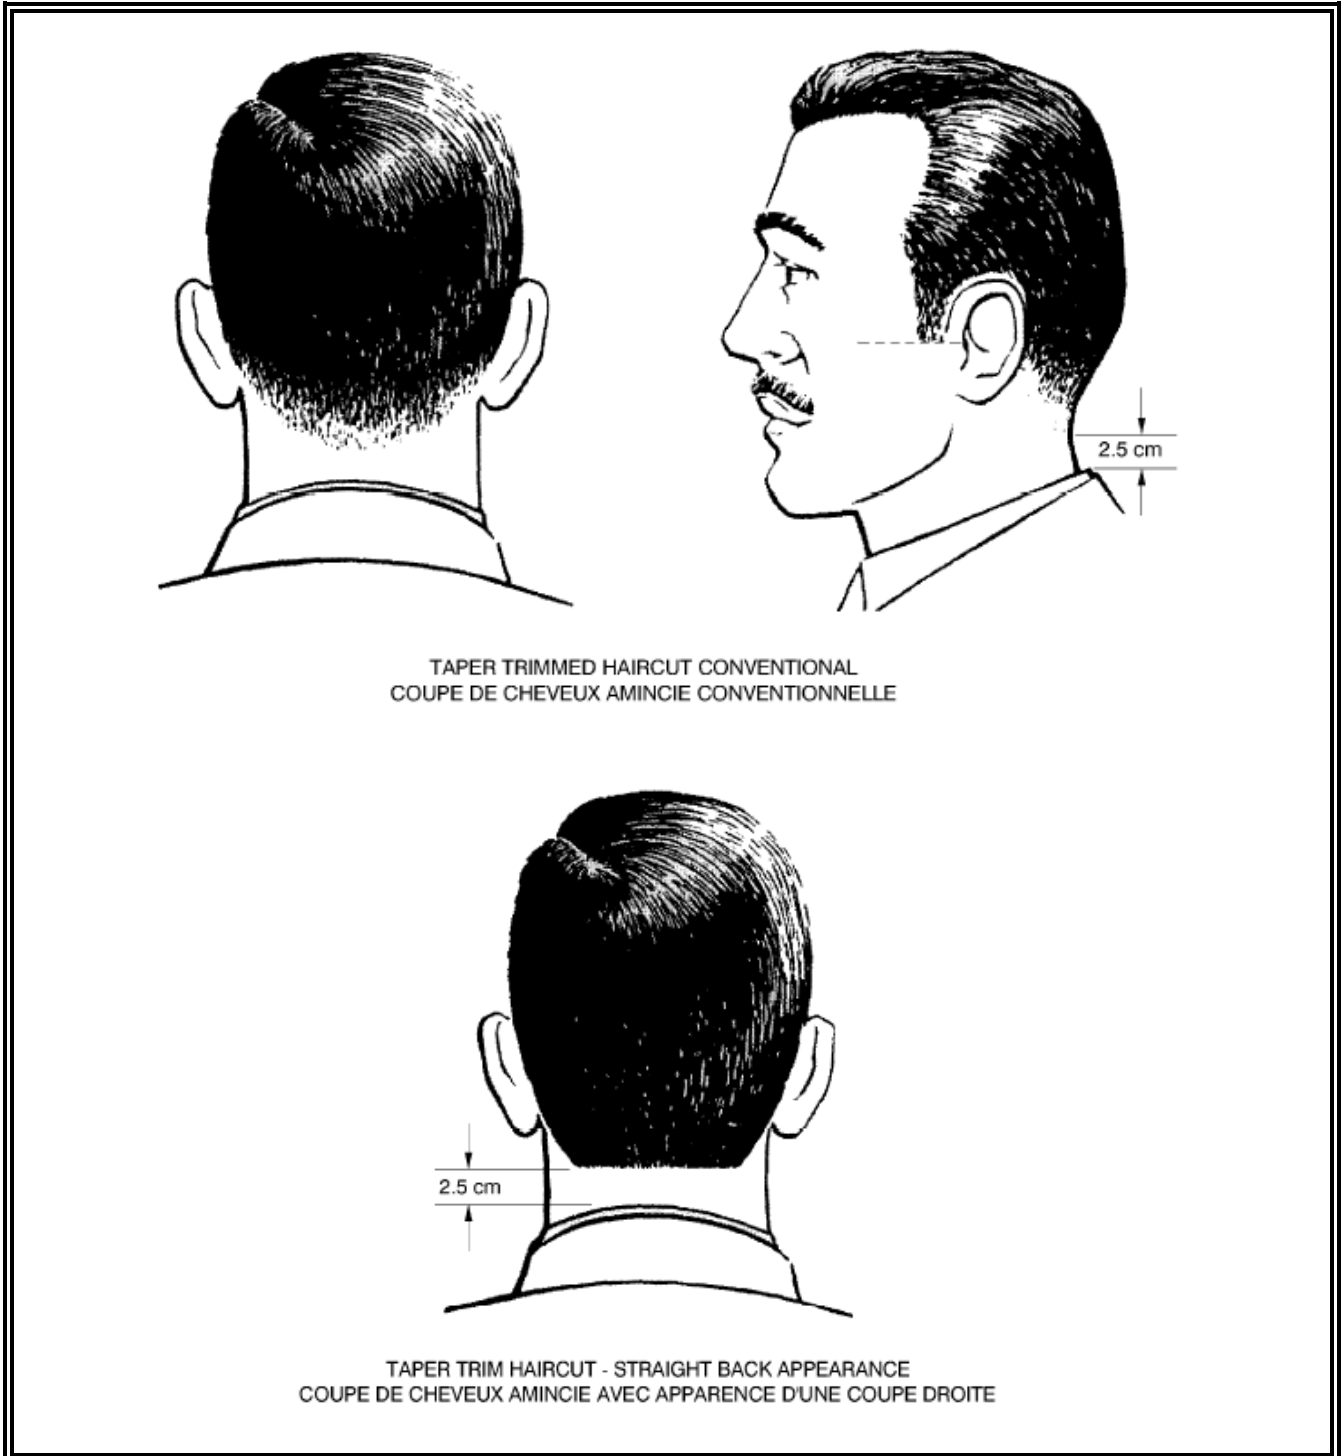 2.5 cm
TAPER TRIMMED HAIRCUT CONVENTIONAL
COUPE DE CHEVEUX AMINCIE CONVENTIONNELLE
2.5 cm
TAPER TRIM HAIRCUT - STRAIGHT BACK APPEARANCE
COUPE DE CHEVEUX AMINCIE AVEC APPARENCE D'UNE COUPE DROITE